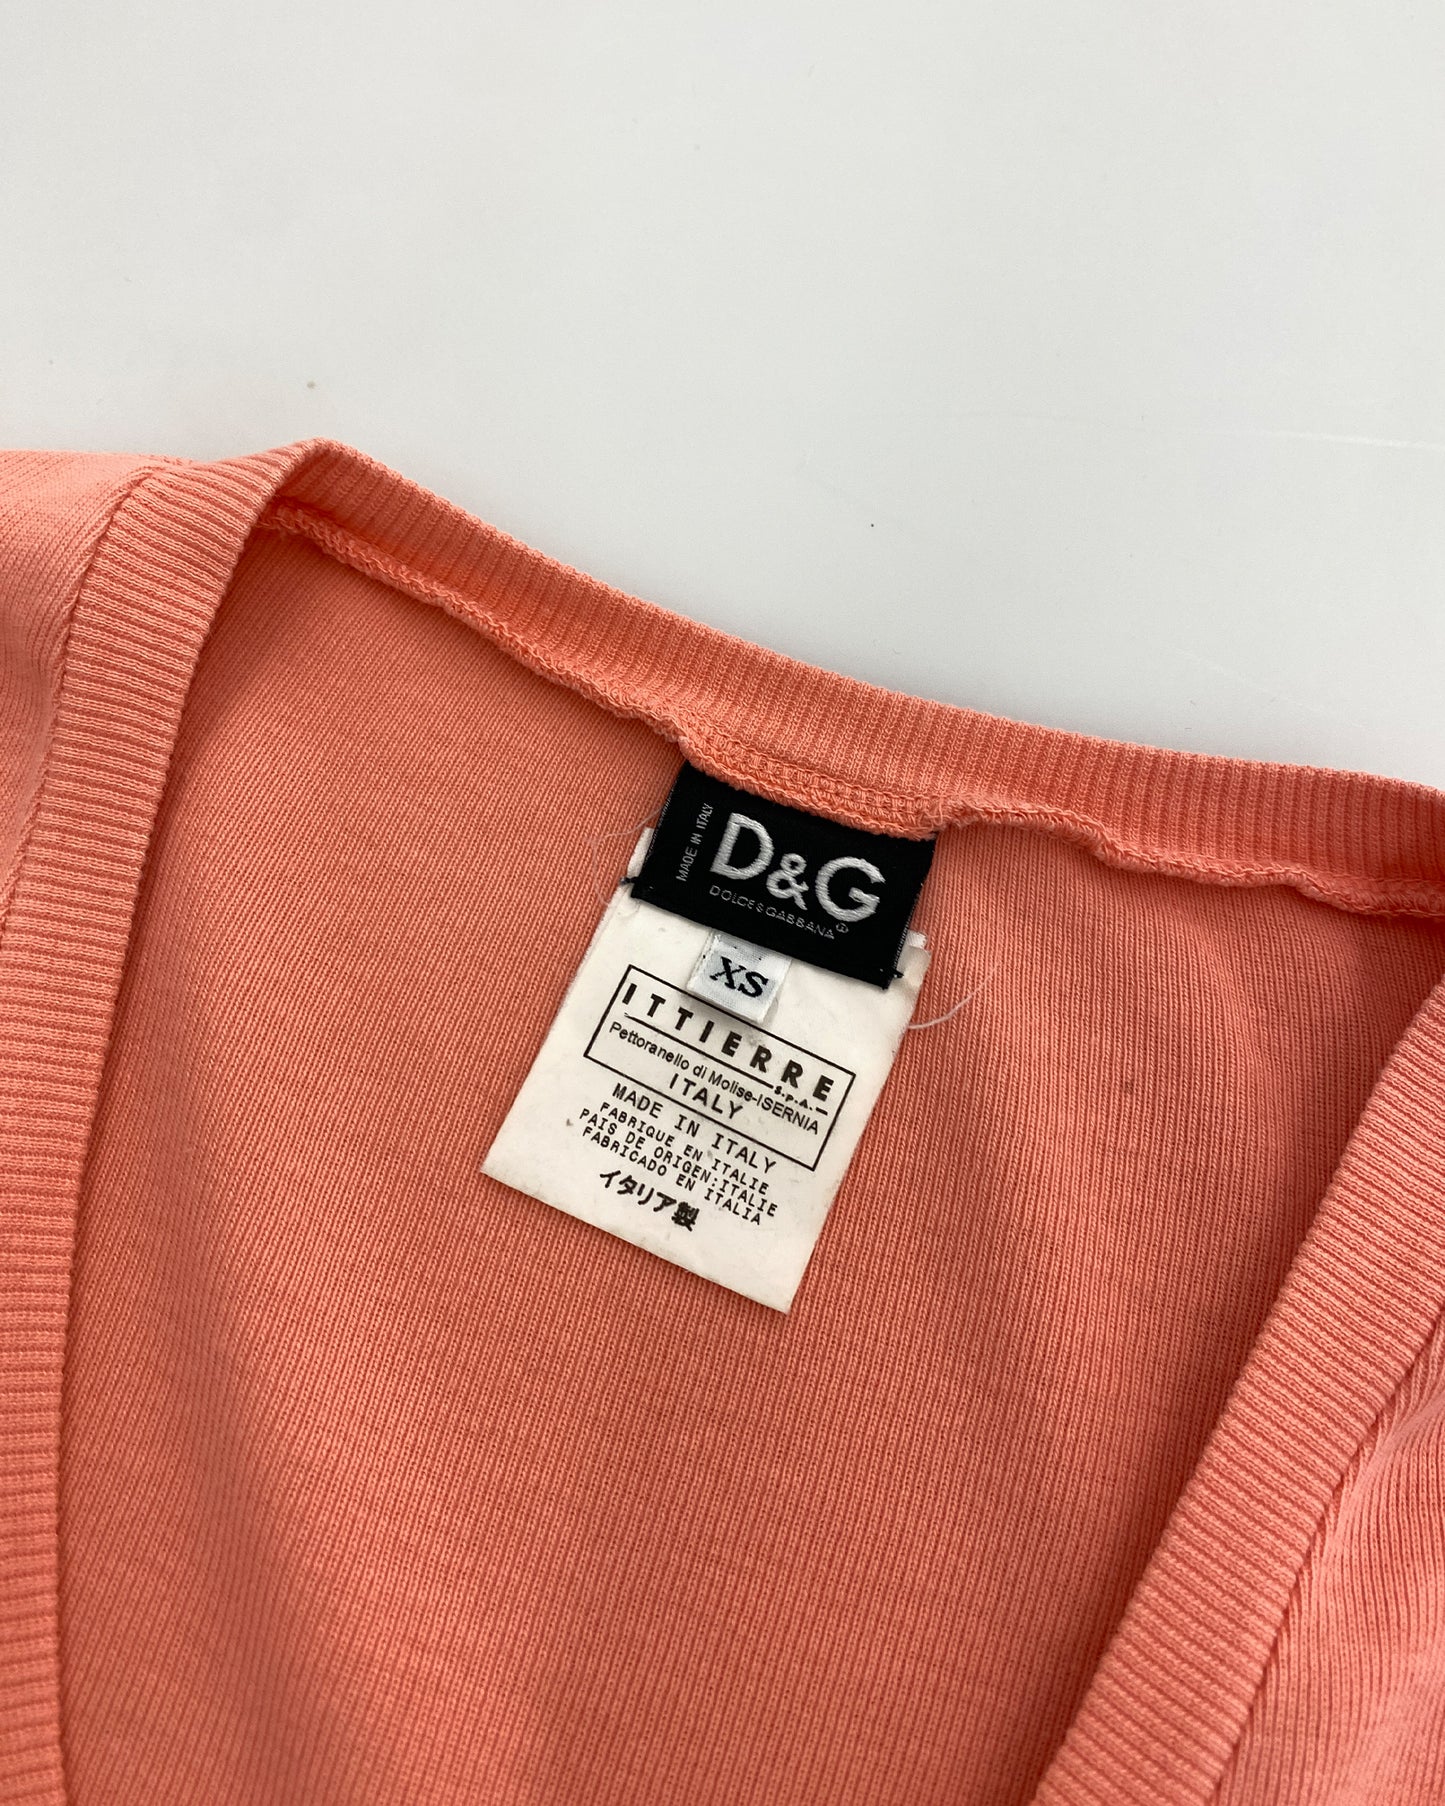 MADE IN ITALY
D&G
DOLCE & GABBANA®
XS
ITTIERRE
S.P.A.
Pettoranello di Molise-ISERNIA
ITALY
MADE IN ITALY
FABRIQUE EN ITALIE
PAIS DE ORIGEN:ITALIE
FABRICADO EN ITALIA
イタリア製